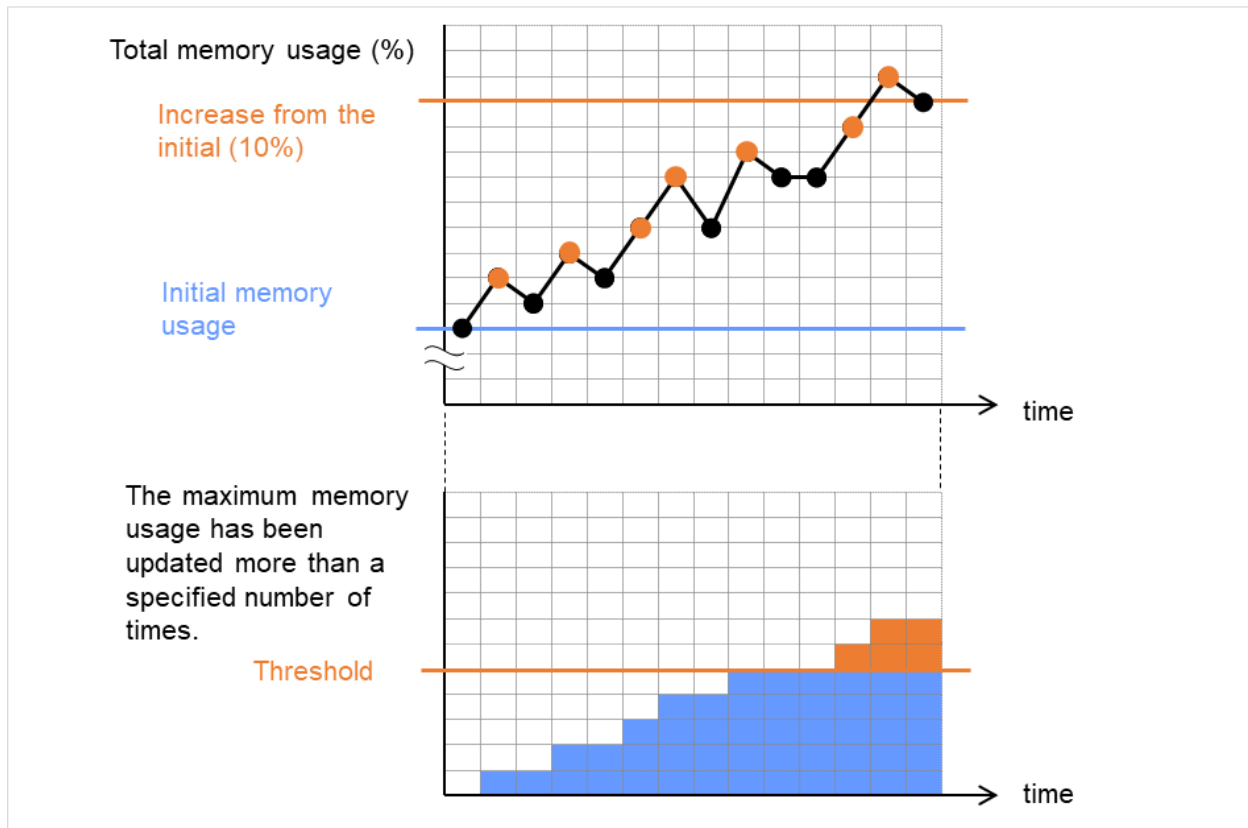 Total memory usage (%)
Increase from the
initial (10%)
Initial memory
usage
time
The maximum memory
usage has been
updated more than a
specified number of
times.
Threshold
time